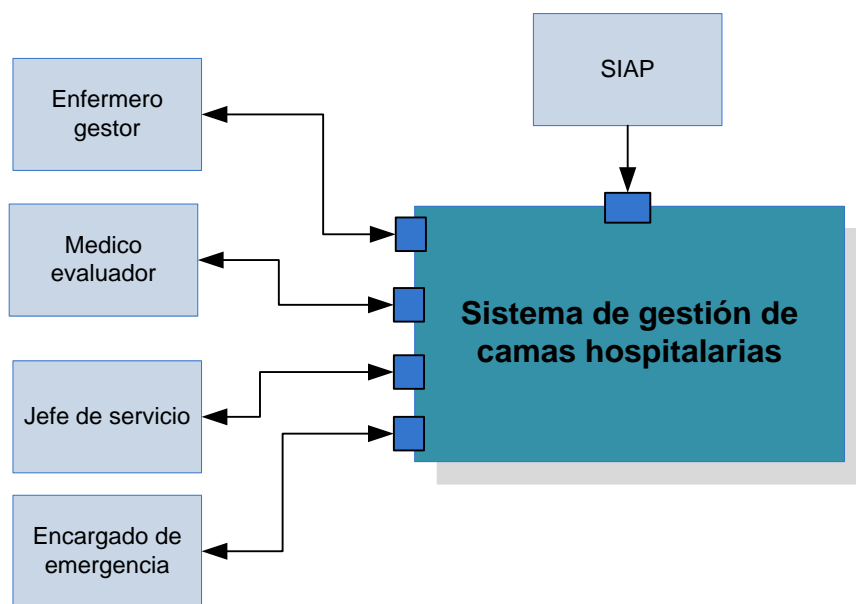 SIAP
Enfermero
gestor
Medico
evaluador
Sistema de gestión de
camas hospitalarias
Jefe de servicio
Encargado de
emergencia